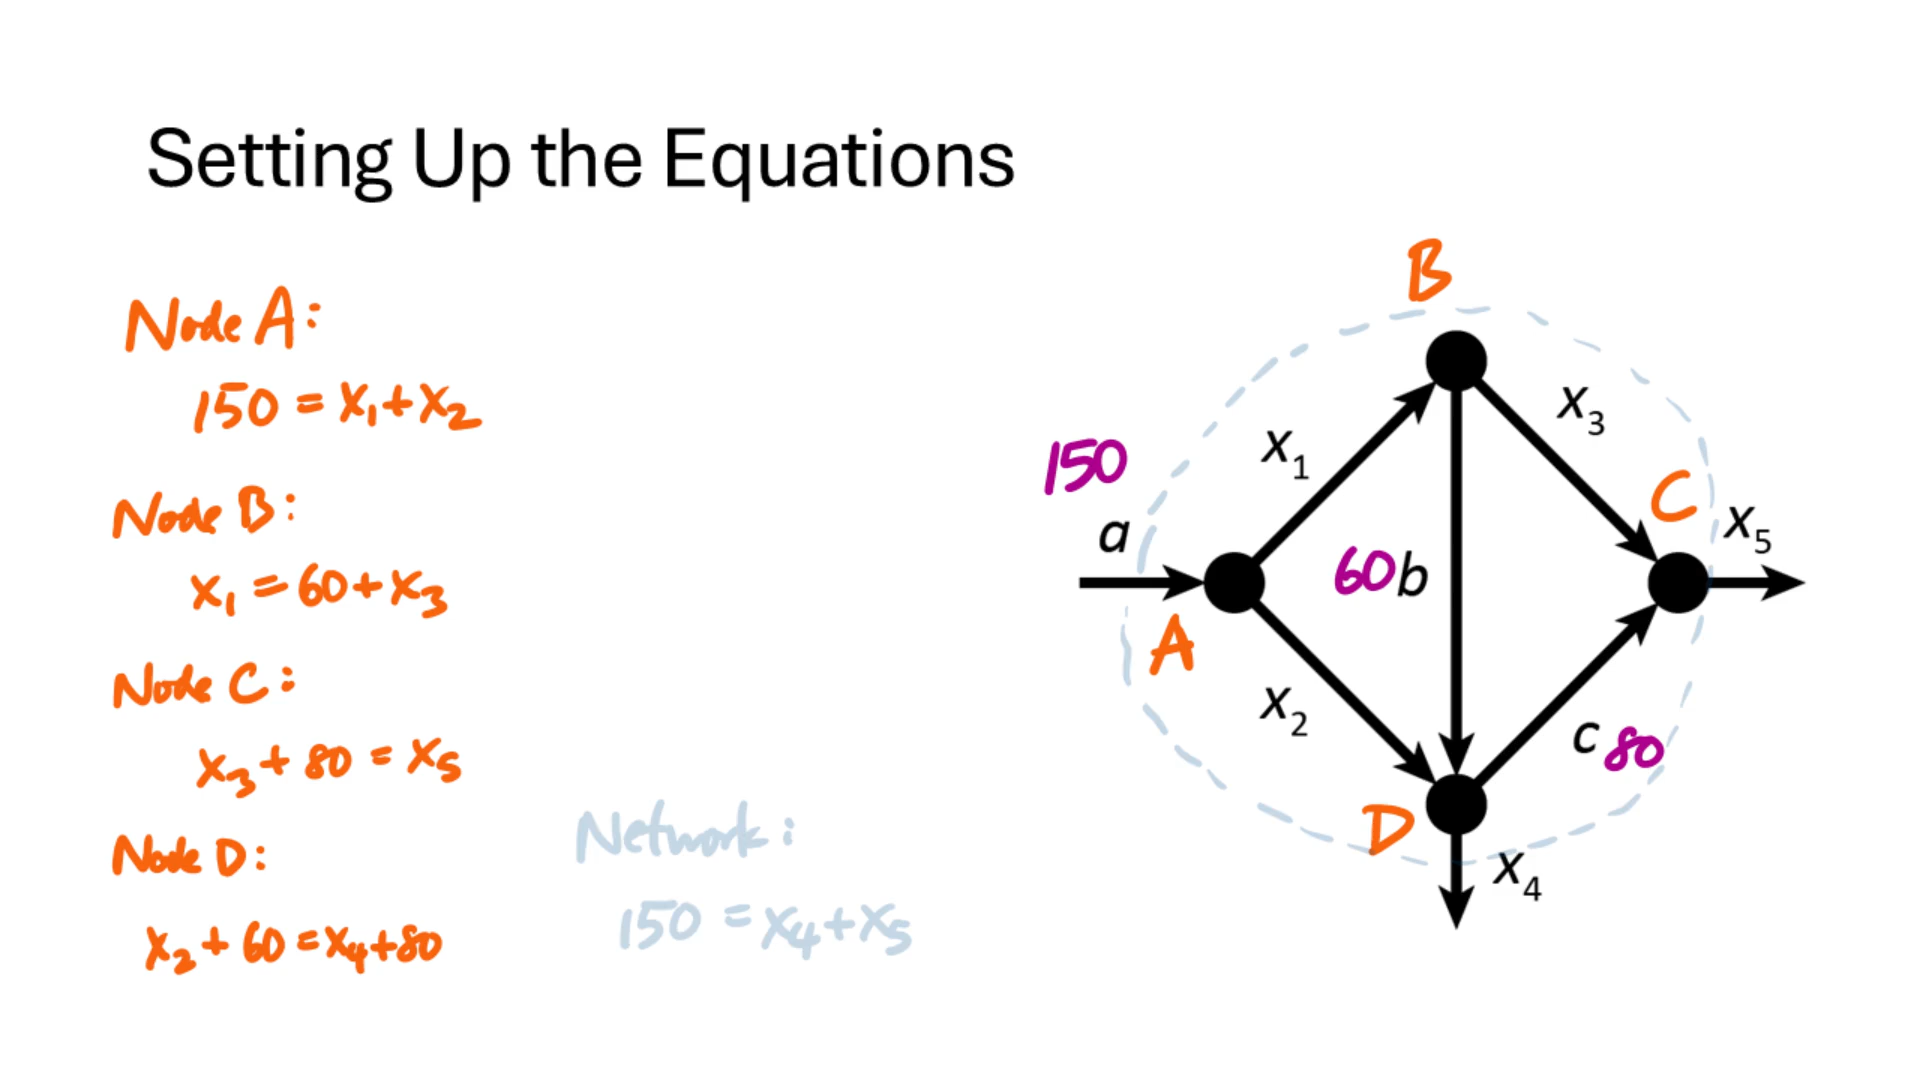 Setting Up the Equations
Node A:
150 = x₁+x₂
Node B:
x₁ = 60+x₃
Node C:
x₃ + 80 = x₅
Node D:
x₂ + 60 = x₄+80
Network:
150 = x₄+x₅
B
x₃
x₁
150
C
x₅
a
60b
A
x₂
c 80
D
x₄